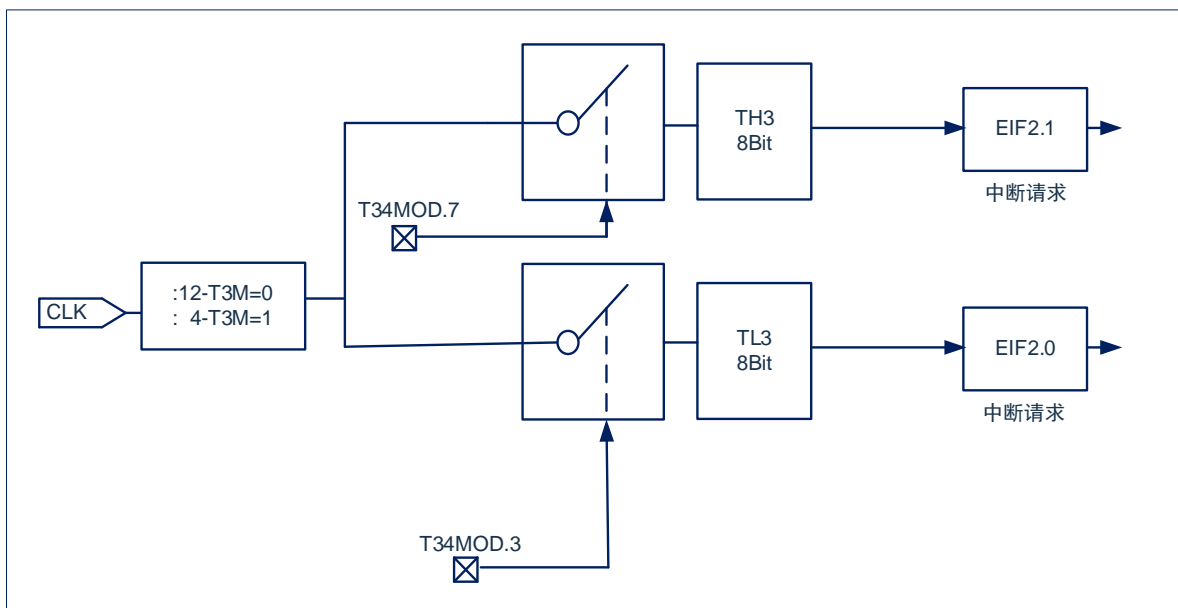 TH3
8Bit
EIF2.1
中断请求
T34MOD.7
CLK
:12-T3M=0
: 4-T3M=1
TL3
8Bit
EIF2.0
中断请求
T34MOD.3